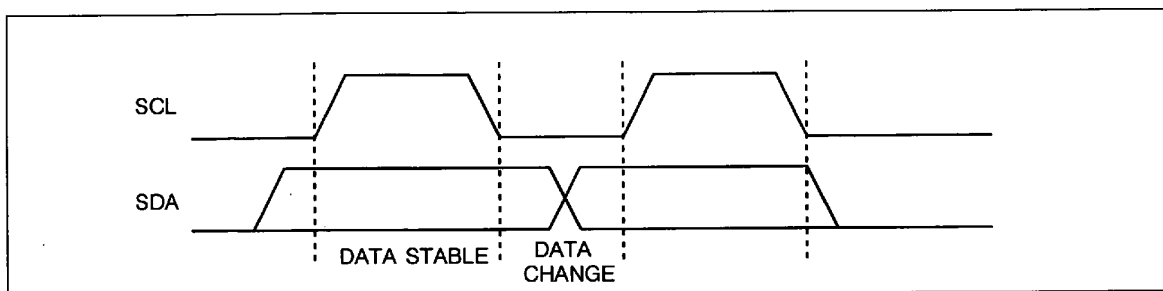 SCL
SDA
DATA STABLE
DATA
CHANGE